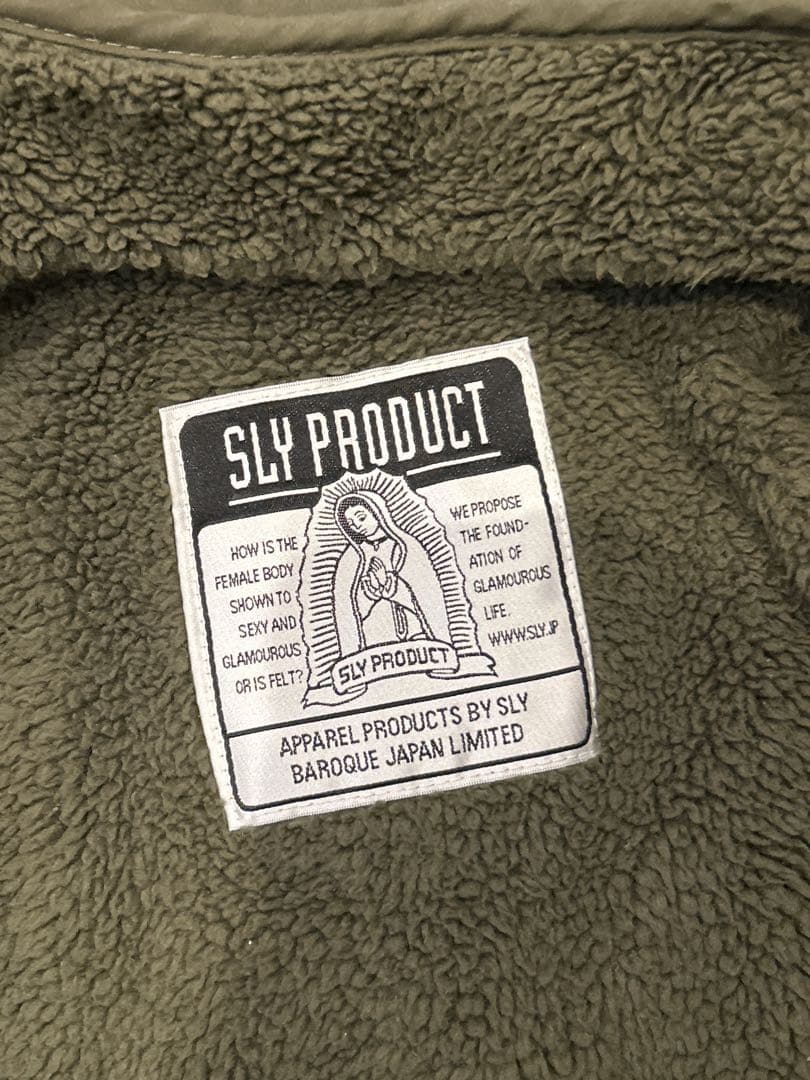 SLY PRODUCT
HOW IS THE
FEMALE BODY
SHOWN TO
SEXY AND
GLAMOUROUS
OR IS FELT?
WE PROPOSE
THE FOUND-
ATION OF
GLAMOUROUS
LIFE.
WWW.SLY.JP
SLY PRODUCT
APPAREL PRODUCTS BY SLY
BAROQUE JAPAN LIMITED